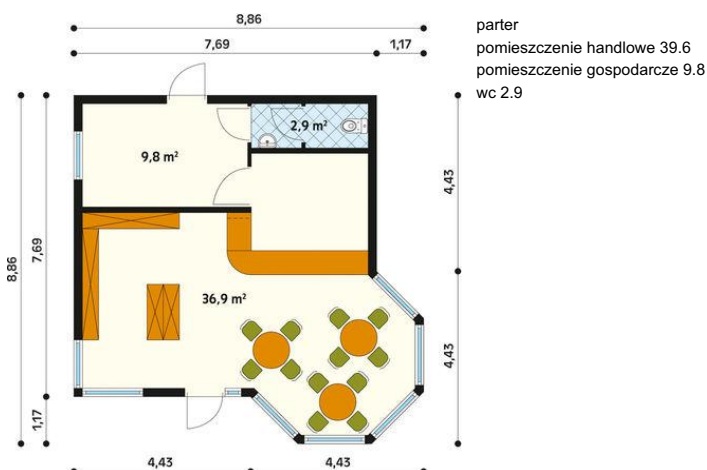 8,86
7,69
1,17
parter
pomieszczenie handlowe 39.6
pomieszczenie gospodarcze 9.8
wc 2.9
2,9 m²
9,8 m²
4,43
8,86
7,69
36,9 m²
4,43
1,17
4,43
4,43